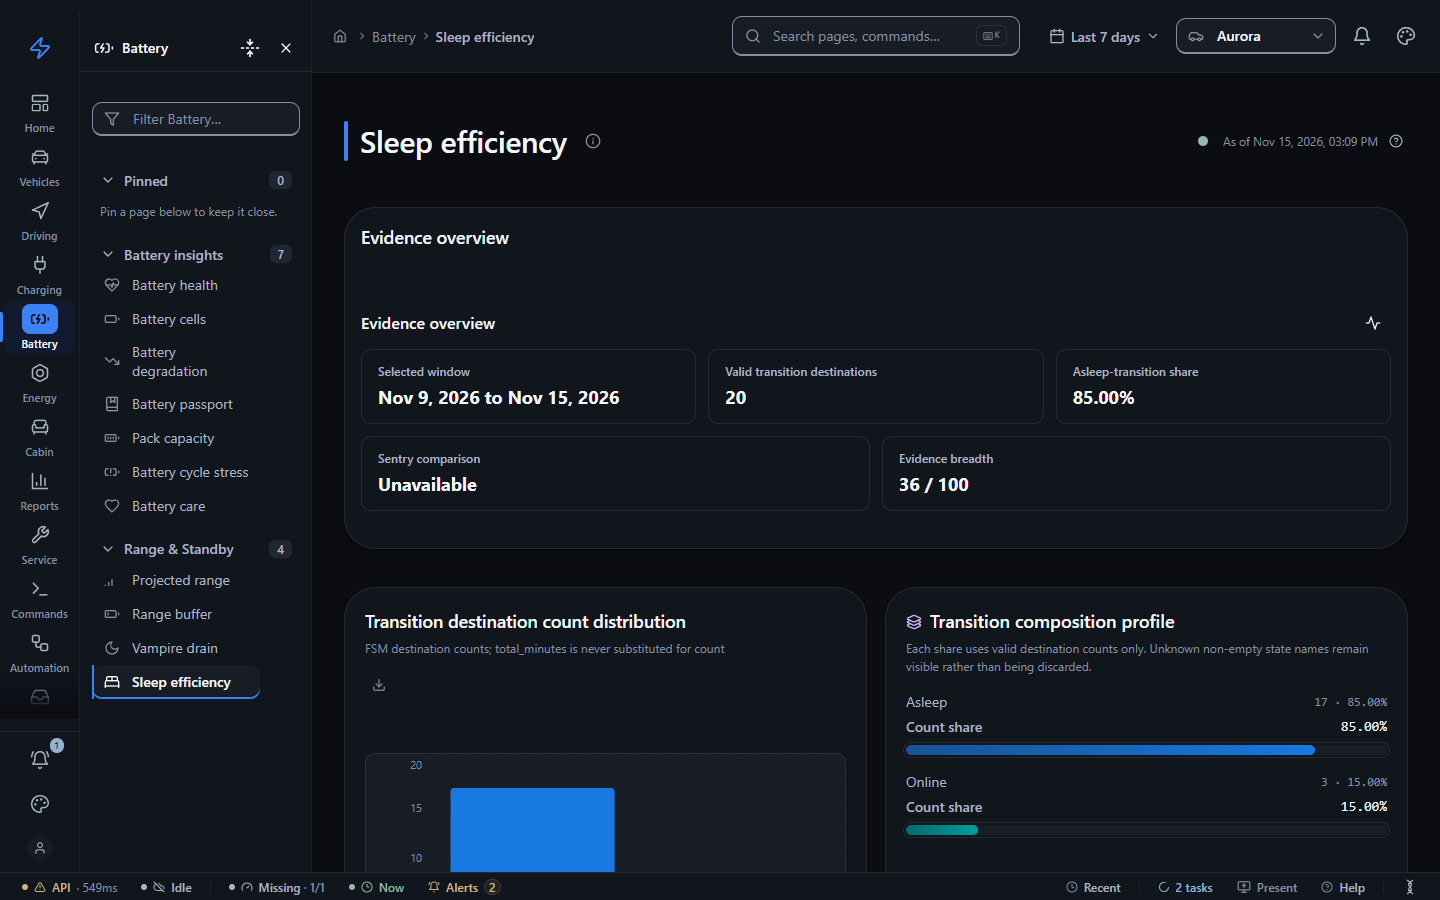 Home
Vehicles
Driving
Charging
Battery
Energy
Cabin
Reports
Service
Commands
Automation
1
Battery
Filter Battery...
Pinned 0
Pin a page below to keep it close.
Battery insights 7
Battery health
Battery cells
Battery
degradation
Battery passport
Pack capacity
Battery cycle stress
Battery care
Range & Standby 4
Projected range
Range buffer
Vampire drain
Sleep efficiency
Battery > Sleep efficiency
Search pages, commands... K
Last 7 days
Aurora
Sleep efficiency
As of Nov 15, 2026, 03:09 PM
Evidence overview
Evidence overview
Selected window
Nov 9, 2026 to Nov 15, 2026
Valid transition destinations
20
Asleep-transition share
85.00%
Sentry comparison
Unavailable
Evidence breadth
36 / 100
Transition destination count distribution
FSM destination counts; total_minutes is never substituted for count
20
15
10
Transition composition profile
Each share uses valid destination counts only. Unknown non-empty state names remain
visible rather than being discarded.
Asleep 17 · 85.00%
Count share 85.00%
Online 3 · 15.00%
Count share 15.00%
API · 549ms
Idle
Missing · 1/1
Now
Alerts 2
Recent
2 tasks
Present
Help